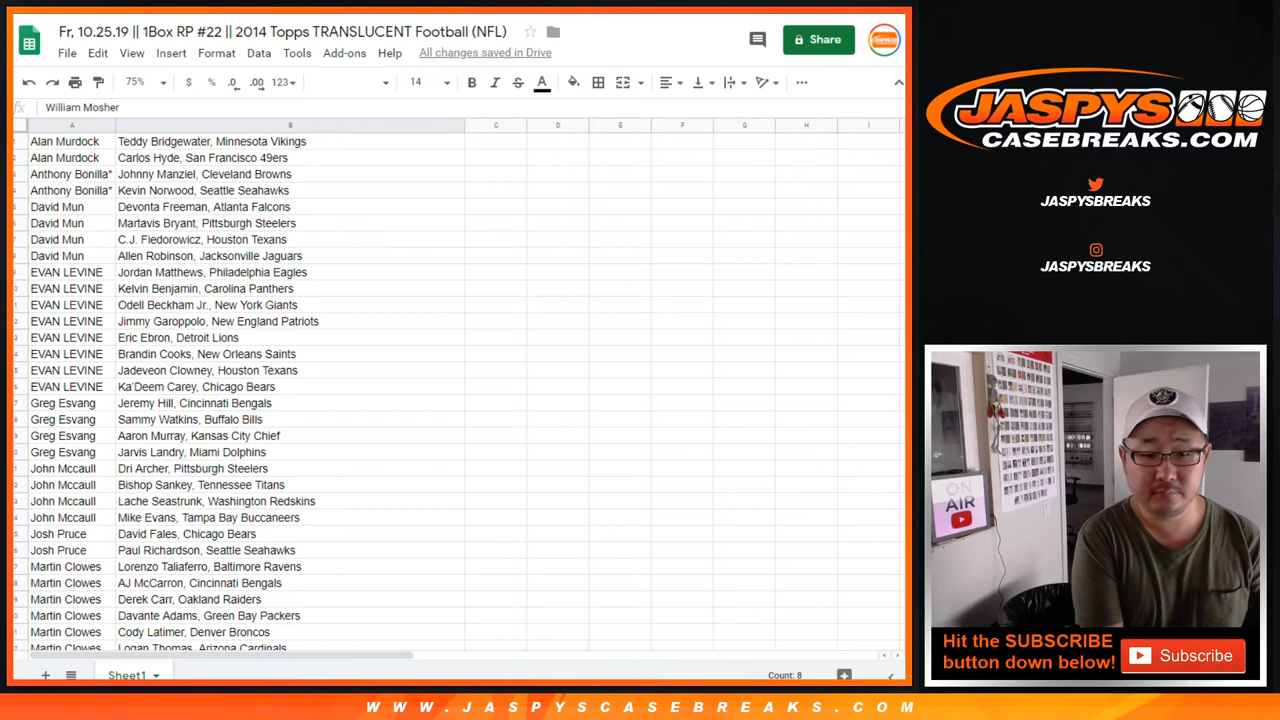 Fr, 10.25.19 || 1Box RP #22 || 2014 Topps TRANSLUCENT Football (NFL)
File Edit View Insert Format Data Tools Add-ons Help All changes saved in Drive
Share
75% $ % .0 .00 123 14 B I S A
fx William Mosher
A B C D E F G H I
Alan Murdock Teddy Bridgewater, Minnesota Vikings
Alan Murdock Carlos Hyde, San Francisco 49ers
Anthony Bonilla* Johnny Manziel, Cleveland Browns
Anthony Bonilla* Kevin Norwood, Seattle Seahawks
David Mun Devonta Freeman, Atlanta Falcons
David Mun Martavis Bryant, Pittsburgh Steelers
David Mun C.J. Fiedorowicz, Houston Texans
David Mun Allen Robinson, Jacksonville Jaguars
EVAN LEVINE Jordan Matthews, Philadelphia Eagles
EVAN LEVINE Kelvin Benjamin, Carolina Panthers
EVAN LEVINE Odell Beckham Jr., New York Giants
EVAN LEVINE Jimmy Garoppolo, New England Patriots
EVAN LEVINE Eric Ebron, Detroit Lions
EVAN LEVINE Brandin Cooks, New Orleans Saints
EVAN LEVINE Jadeveon Clowney, Houston Texans
EVAN LEVINE Ka'Deem Carey, Chicago Bears
Greg Esvang Jeremy Hill, Cincinnati Bengals
Greg Esvang Sammy Watkins, Buffalo Bills
Greg Esvang Aaron Murray, Kansas City Chief
Greg Esvang Jarvis Landry, Miami Dolphins
John Mccaull Dri Archer, Pittsburgh Steelers
John Mccaull Bishop Sankey, Tennessee Titans
John Mccaull Lache Seastrunk, Washington Redskins
John Mccaull Mike Evans, Tampa Bay Buccaneers
Josh Pruce David Fales, Chicago Bears
Josh Pruce Paul Richardson, Seattle Seahawks
Martin Clowes Lorenzo Taliaferro, Baltimore Ravens
Martin Clowes AJ McCarron, Cincinnati Bengals
Martin Clowes Derek Carr, Oakland Raiders
Martin Clowes Davante Adams, Green Bay Packers
Martin Clowes Cody Latimer, Denver Broncos
Martin Clowes Logan Thomas, Arizona Cardinals
Sheet1 Count: 8
JASPYS
CASEBREAKS.COM
JASPYSBREAKS
JASPYSBREAKS
ON
AIR
Hit the SUBSCRIBE
button down below!
Subscribe
WWW.JASPYSCASEBREAKS.COM